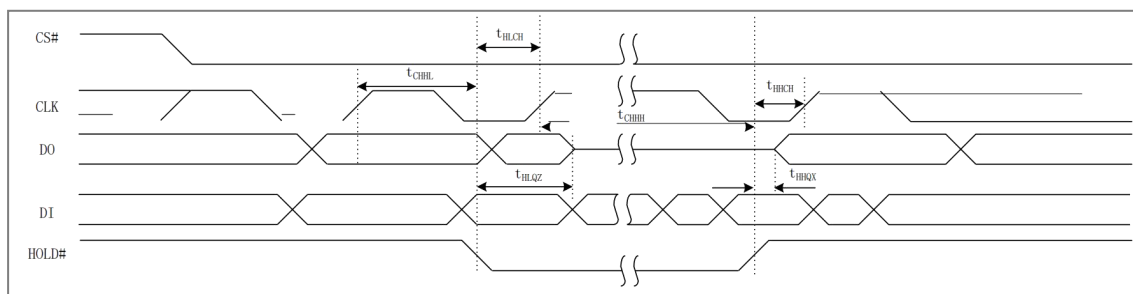 CS#
tHLCH
tCHHL
CLK
tHHCH
tCHHH
DO
tHLQZ
tHHQX
DI
HOLD#